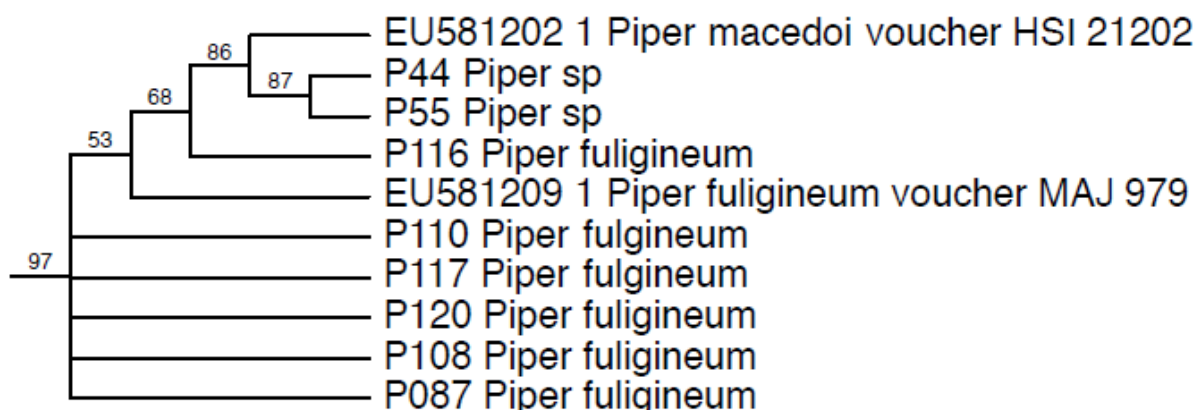 EU581202 1 Piper macedoi voucher HSI 21202
86
P44 Piper sp
87
68
P55 Piper sp
53
P116 Piper fuligineum
EU581209 1 Piper fuligineum voucher MAJ 979
P110 Piper fulgineum
97
P117 Piper fulgineum
P120 Piper fuligineum
P108 Piper fuligineum
P087 Piper fuligineum